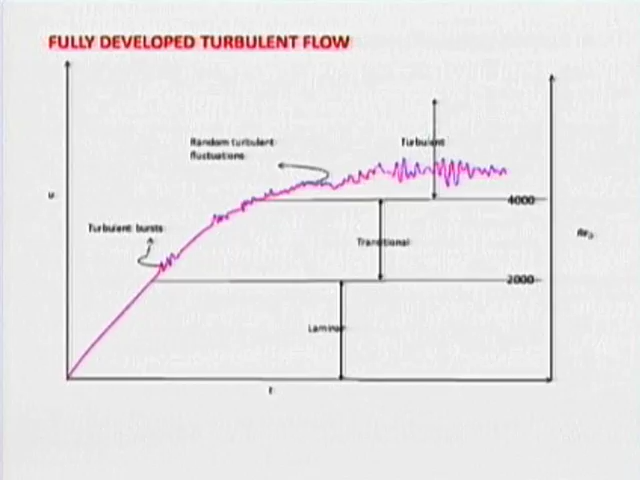 FULLY DEVELOPED TURBULENT FLOW
Random turbulent
fluctuations
Turbulent
u
4000
Turbulent bursts
Transitional
2000
Laminar
t